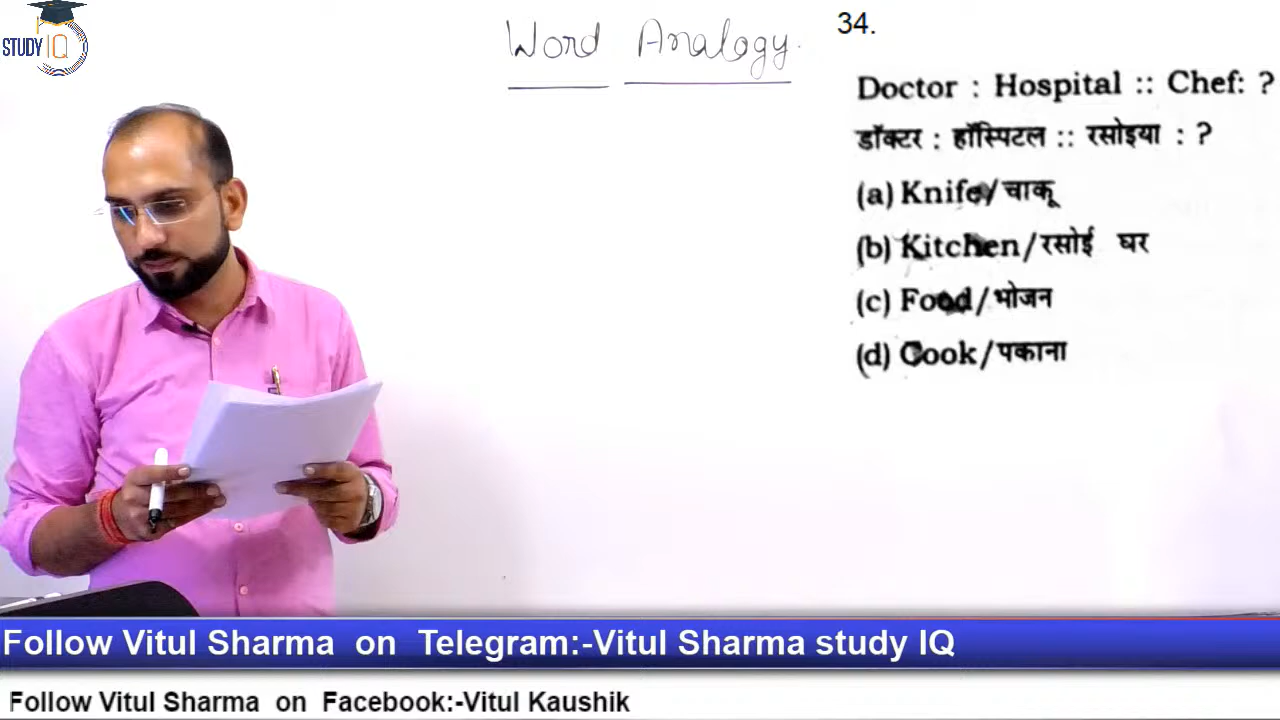 STUDY IQ
Word Analogy.
34.
Doctor : Hospital :: Chef: ?
डॉक्टर : हॉस्पिटल :: रसोइया : ?
(a) Knife/चाकू
(b) Kitchen/रसोई घर
(c) Food/भोजन
(d) Cook/पकाना
Follow Vitul Sharma on Telegram:-Vitul Sharma study IQ
Follow Vitul Sharma on Facebook:-Vitul Kaushik